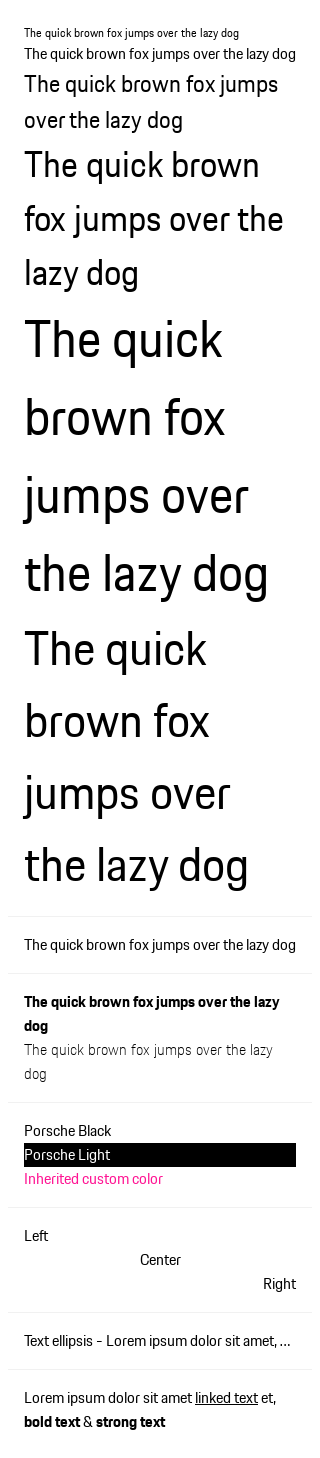 The quick brown fox jumps over the lazy dog
The quick brown fox jumps over the lazy dog
The quick brown fox jumps
over the lazy dog
The quick brown
fox jumps over the
lazy dog
The quick
brown fox
jumps over
the lazy dog
The quick
brown fox
jumps over
the lazy dog
The quick brown fox jumps over the lazy dog
The quick brown fox jumps over the lazy
dog
The quick brown fox jumps over the lazy
dog
Porsche Black
Porsche Light
Inherited custom color
Left
Center
Right
Text ellipsis - Lorem ipsum dolor sit amet, ...
Lorem ipsum dolor sit amet linked text et,
bold text & strong text